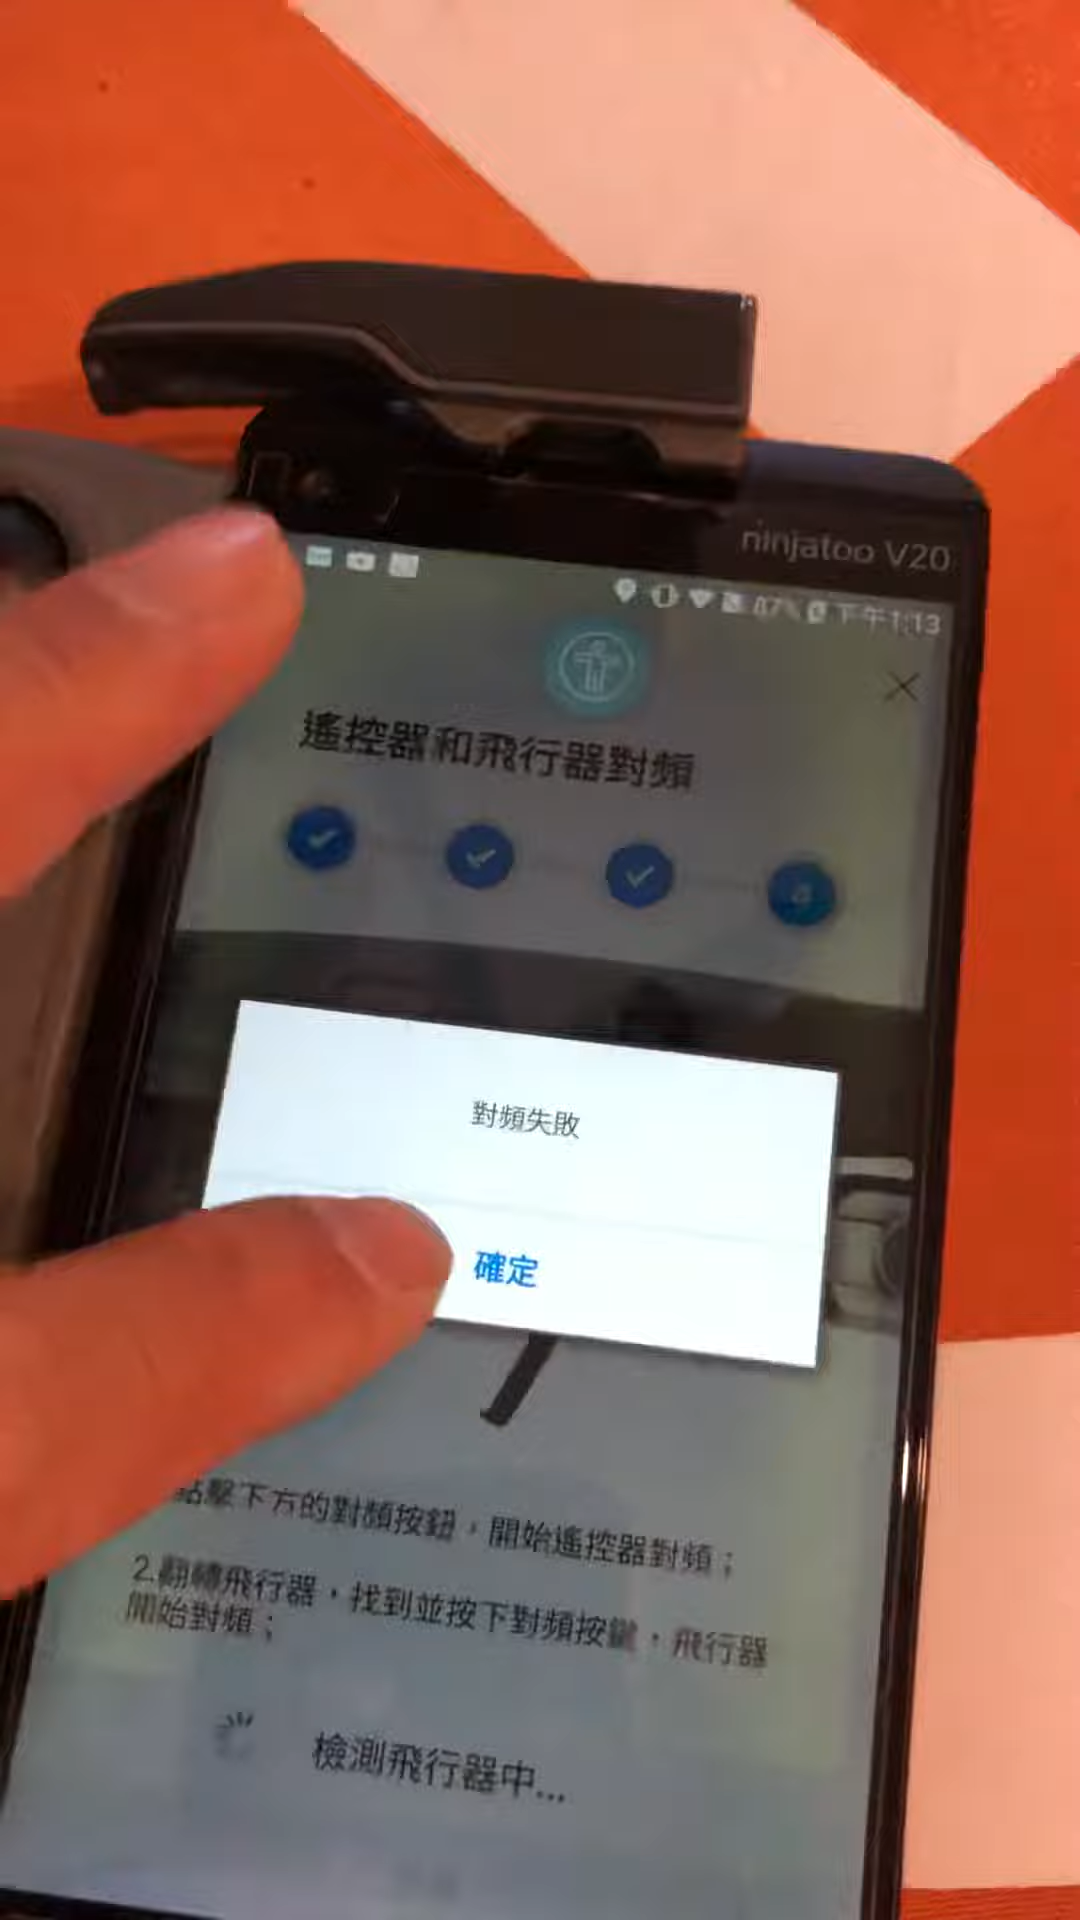 ninjatoo V20
87% 下午1:13
遙控器和飛行器對頻
對頻失敗
確定
點擊下方的對頻按鈕，開始遙控器對頻；
2.翻轉飛行器，找到並按下對頻按鍵，飛行器
開始對頻；
檢測飛行器中...